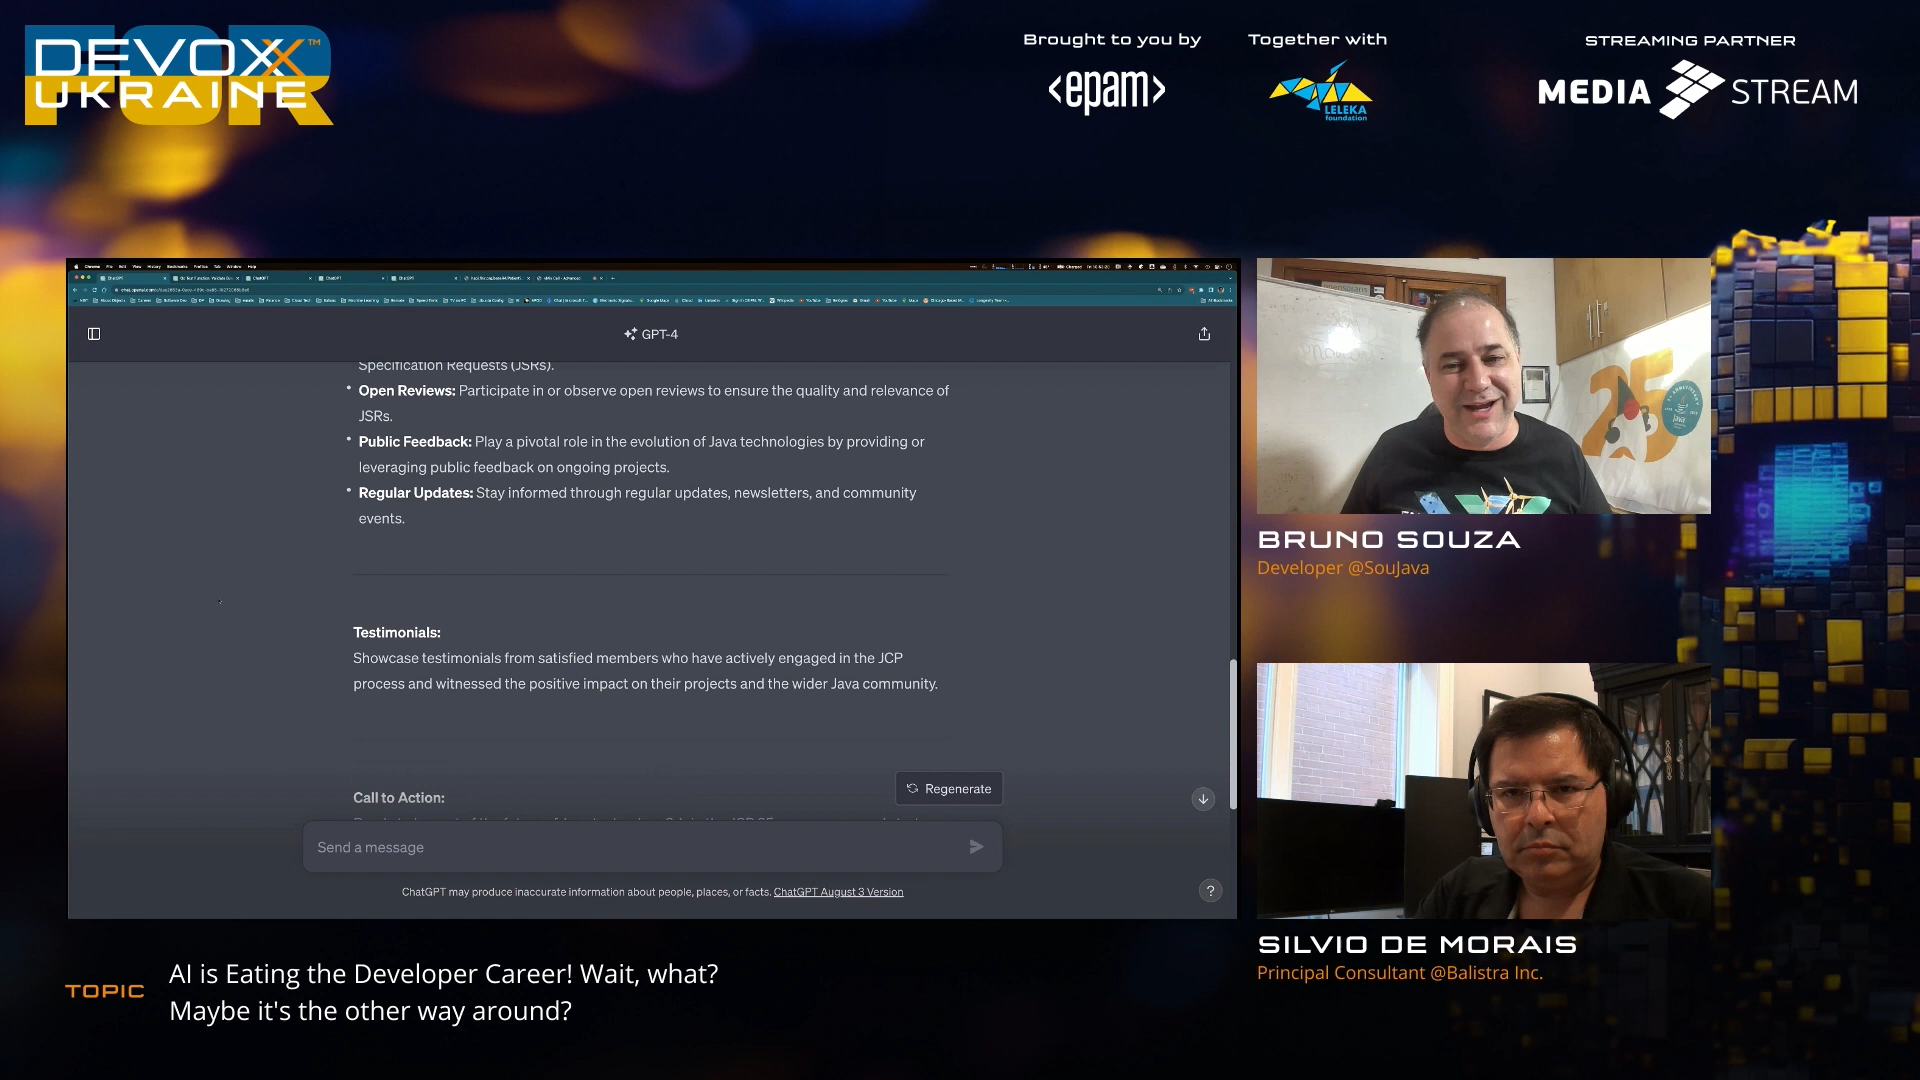 DEVOXX™
UKRAINE
FOR
Brought to you by
<epam>
Together with
LELEKA
foundation
STREAMING PARTNER
MEDIA STREAM
GPT-4
Specification Requests (JSRs).
• Open Reviews: Participate in or observe open reviews to ensure the quality and relevance of
JSRs.
• Public Feedback: Play a pivotal role in the evolution of Java technologies by providing or
leveraging public feedback on ongoing projects.
• Regular Updates: Stay informed through regular updates, newsletters, and community
events.
Testimonials:
Showcase testimonials from satisfied members who have actively engaged in the JCP
process and witnessed the positive impact on their projects and the wider Java community.
Call to Action:
Regenerate
Send a message
ChatGPT may produce inaccurate information about people, places, or facts. ChatGPT August 3 Version
?
25
BRUNO SOUZA
Developer @SouJava
SILVIO DE MORAIS
Principal Consultant @Balistra Inc.
TOPIC
AI is Eating the Developer Career! Wait, what?
Maybe it's the other way around?